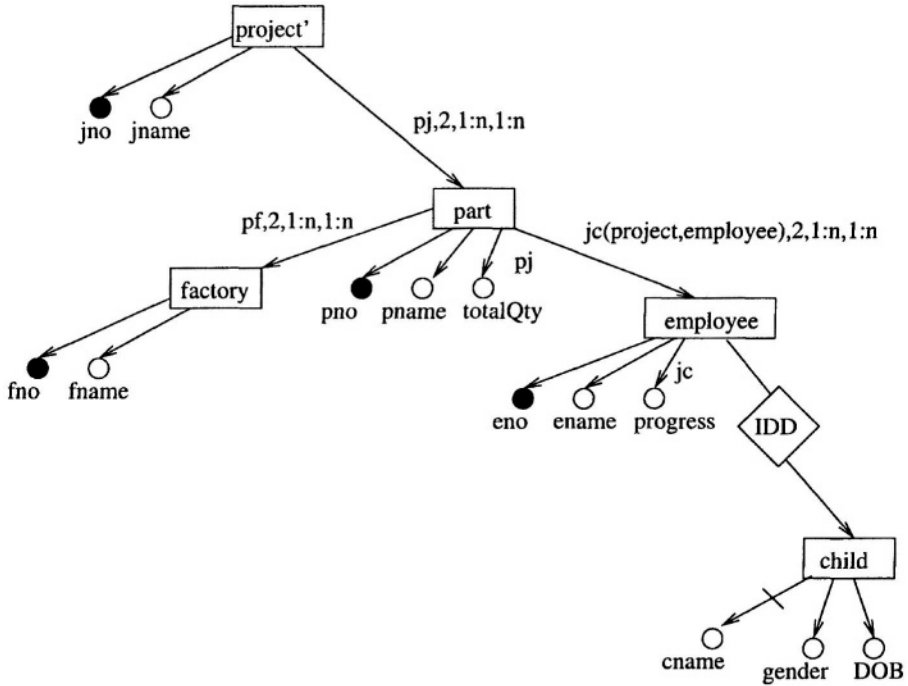 project'
jno
jname
pj,2,1:n,1:n
part
pf,2,1:n,1:n
jc(project,employee),2,1:n,1:n
factory
pj
pno
pname
totalQty
employee
fno
fname
jc
eno
ename
progress
IDD
child
cname
gender
DOB